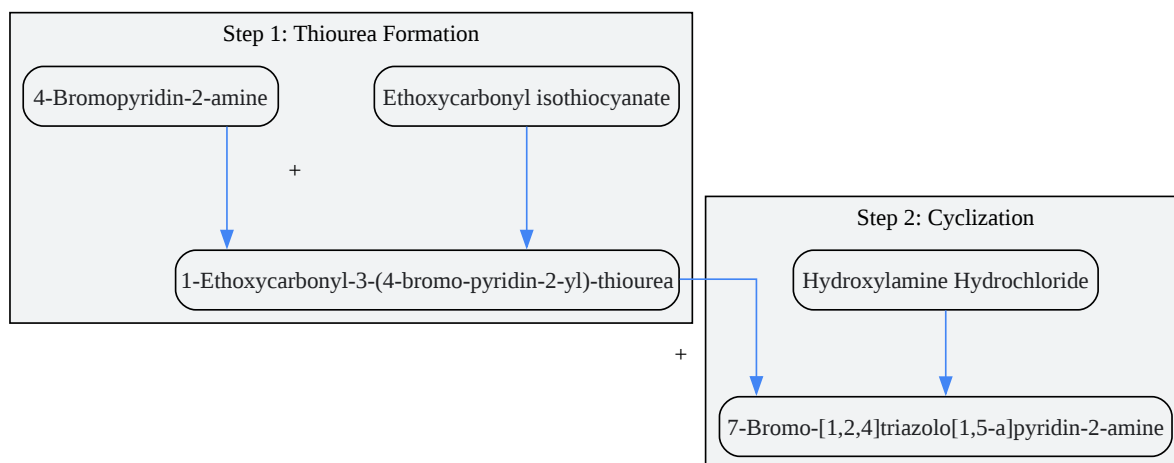 Step 1: Thiourea Formation
4-Bromopyridin-2-amine
Ethoxycarbonyl isothiocyanate
+
1-Ethoxycarbonyl-3-(4-bromo-pyridin-2-yl)-thiourea
Step 2: Cyclization
Hydroxylamine Hydrochloride
+
7-Bromo-[1,2,4]triazolo[1,5-a]pyridin-2-amine